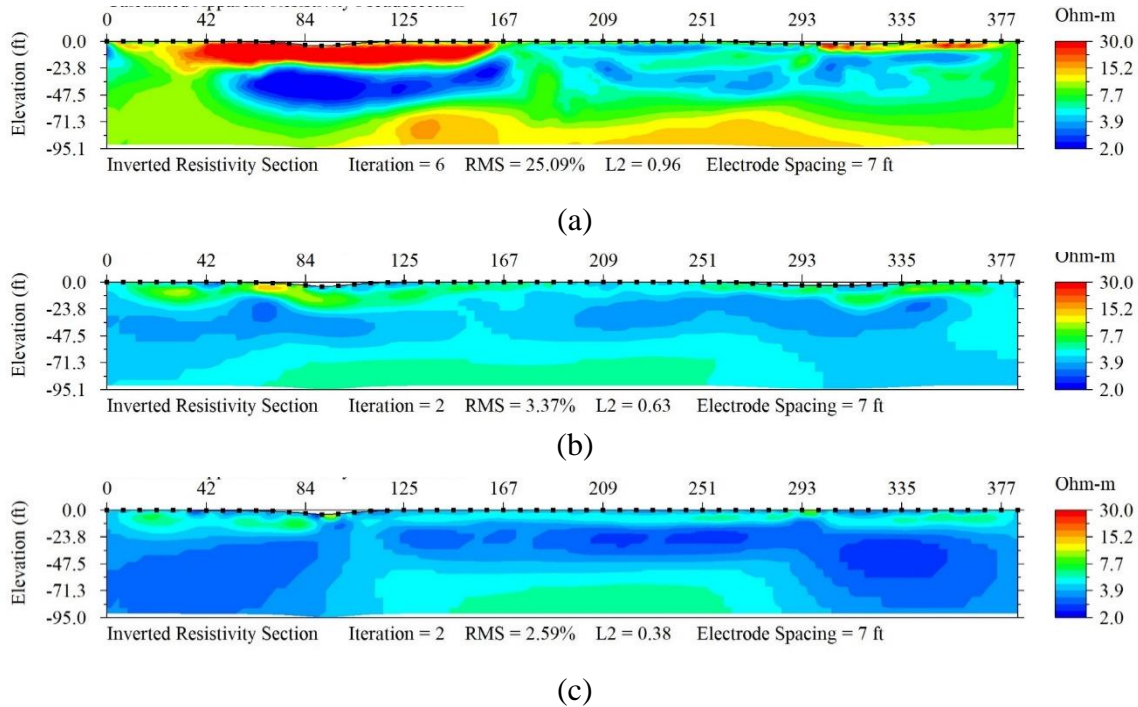 Ohm-m
0 42 84 125 167 209 251 293 335 377
Elevation (ft)
0.0
-23.8
-47.5
-71.3
-95.1
30.0
15.2
7.7
3.9
2.0
Inverted Resistivity Section Iteration = 6 RMS = 25.09% L2 = 0.96 Electrode Spacing = 7 ft
(a)
Ohm-m
0 42 84 125 167 209 251 293 335 377
Elevation (ft)
0.0
-23.8
-47.5
-71.3
-95.1
30.0
15.2
7.7
3.9
2.0
Inverted Resistivity Section Iteration = 2 RMS = 3.37% L2 = 0.63 Electrode Spacing = 7 ft
(b)
Ohm-m
0 42 84 125 167 209 251 293 335 377
Elevation (ft)
0.0
-23.8
-47.5
-71.3
-95.0
30.0
15.2
7.7
3.9
2.0
Inverted Resistivity Section Iteration = 2 RMS = 2.59% L2 = 0.38 Electrode Spacing = 7 ft
(c)